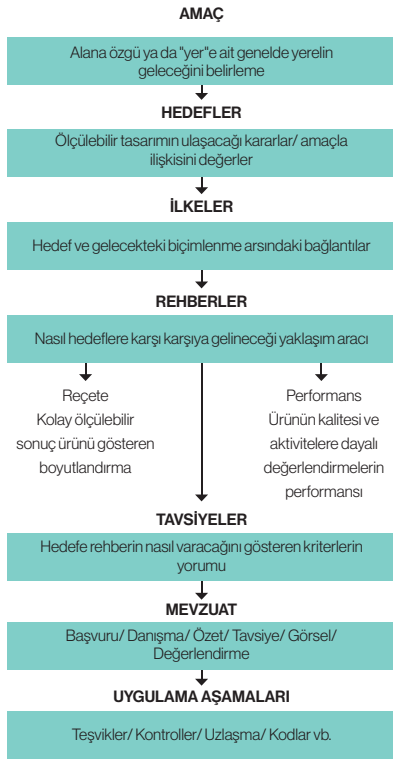 AMAÇ
Alana özgü ya da "yer"e ait genelde yerelin
geleceğini belirleme
HEDEFLER
Ölçülebilir tasarımın ulaşacağı kararlar/ amaçla
ilişkisini değerler
İLKELER
Hedef ve gelecekteki biçimlenme arsındaki bağlantılar
REHBERLER
Nasıl hedeflere karşı karşıya gelineceği yaklaşım aracı
Reçete
Kolay ölçülebilir
sonuç ürünü gösteren
boyutlandırma
Performans
Ürünün kalitesi ve
aktivitelere dayalı
değerlendirmelerin
performansı
TAVSİYELER
Hedefe rehberin nasıl varacağını gösteren kriterlerin
yorumu
MEVZUAT
Başvuru/ Danışma/ Özet/ Tavsiye/ Görsel/
Değerlendirme
UYGULAMA AŞAMALARI
Teşvikler/ Kontroller/ Uzlaşma/ Kodlar vb.